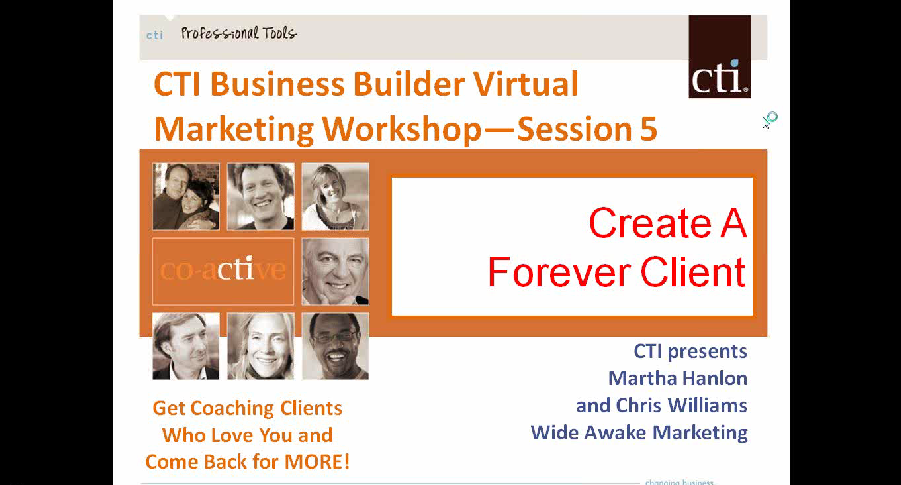 cti Professional Tools
cti.
CTI Business Builder Virtual
Marketing Workshop—Session 5
co-active
Create A
Forever Client
CTI presents
Martha Hanlon
and Chris Williams
Wide Awake Marketing
Get Coaching Clients
Who Love You and
Come Back for MORE!
changing business.